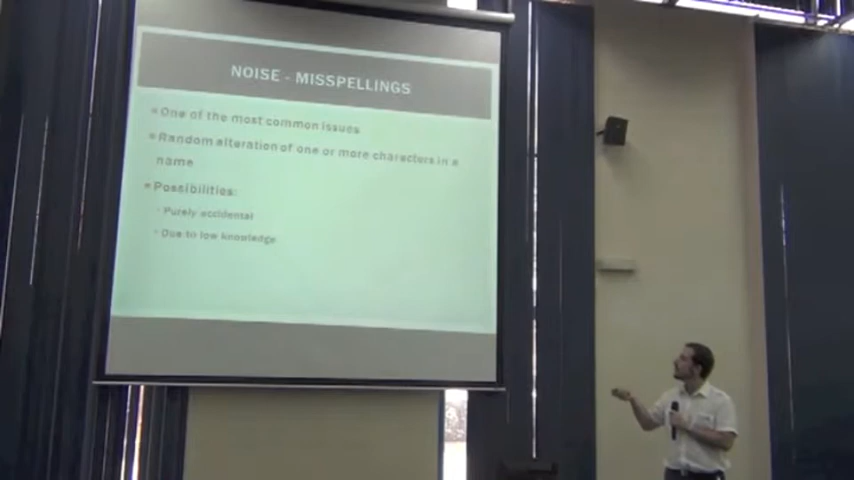 NOISE - MISSPELLINGS
One of the most common issues
Random alteration of one or more characters in a
name
Possibilities:
Purely accidental
Due to low knowledge